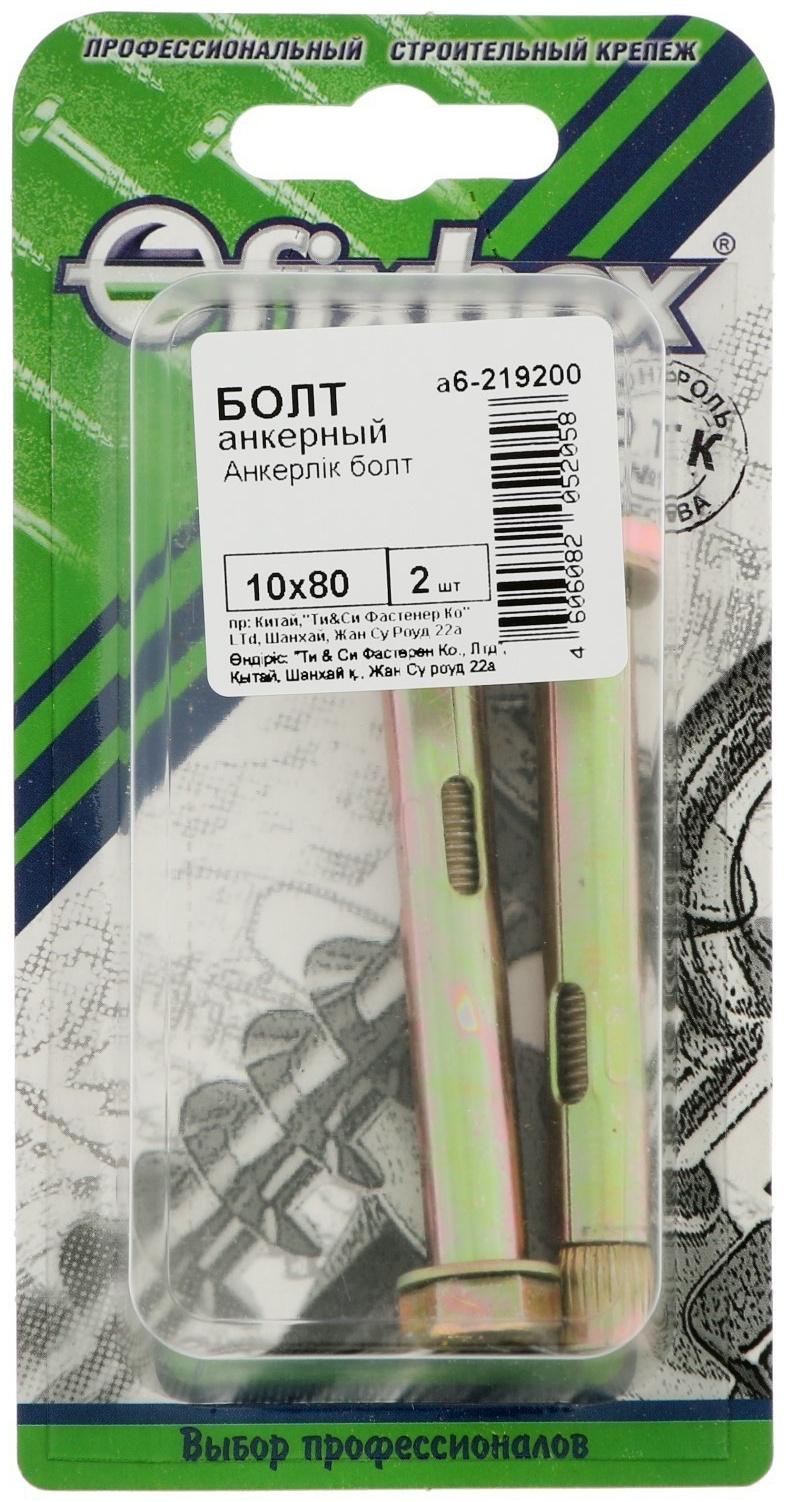 ПРОФЕССИОНАЛЬНЫЙ СТРОИТЕЛЬНЫЙ КРЕПЕЖ
®
БОЛТ
а6-219200
анкерный
Анкерлік болт
10х80
2 шт
4 606082 052058
пр: Китай,"Ти&Си Фастенер Ко"
LTd, Шанхай, Жан Су Роуд 22а
Өндіріс: "Ти & Си Фастерен Ко., Лтд",
Қытай, Шанхай қ., Жан Су роуд 22а
Выбор профессионалов